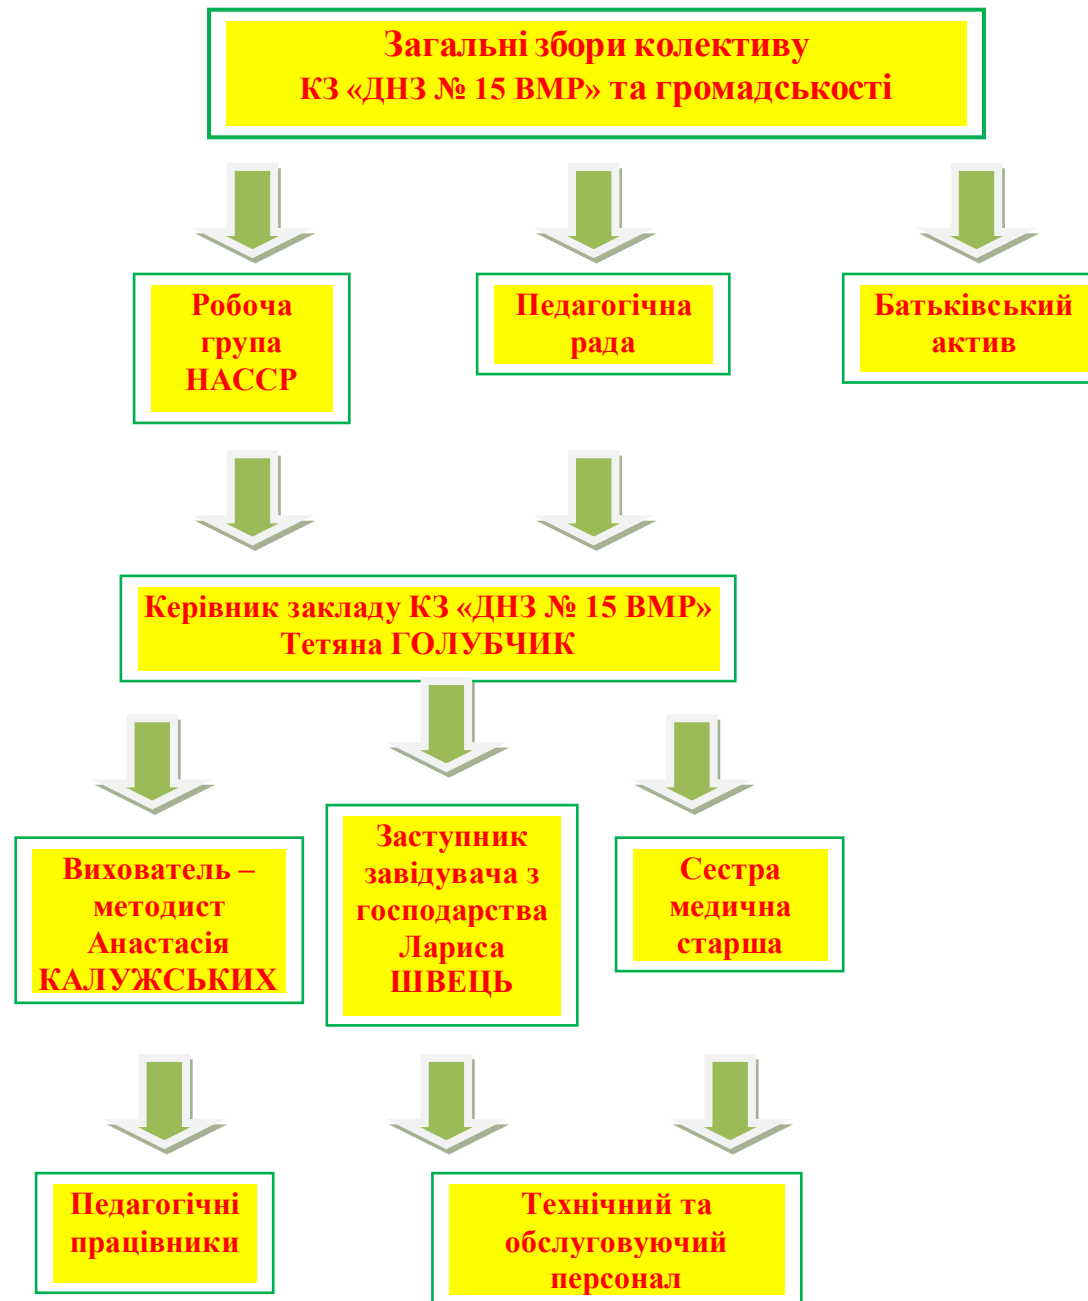 Загальні збори колективу
КЗ «ДНЗ № 15 ВМР» та громадськості
Робоча
група
НАССР
Педагогічна
рада
Батьківський
актив
Керівник закладу КЗ «ДНЗ № 15 ВМР»
Тетяна ГОЛУБЧИК
Вихователь –
методист
Анастасія
КАЛУЖСЬКИХ
Заступник
завідувача з
господарства
Лариса
ШВЕЦЬ
Сестра
медична
старша
Педагогічні
працівники
Технічний та
обслуговуючий
персонал